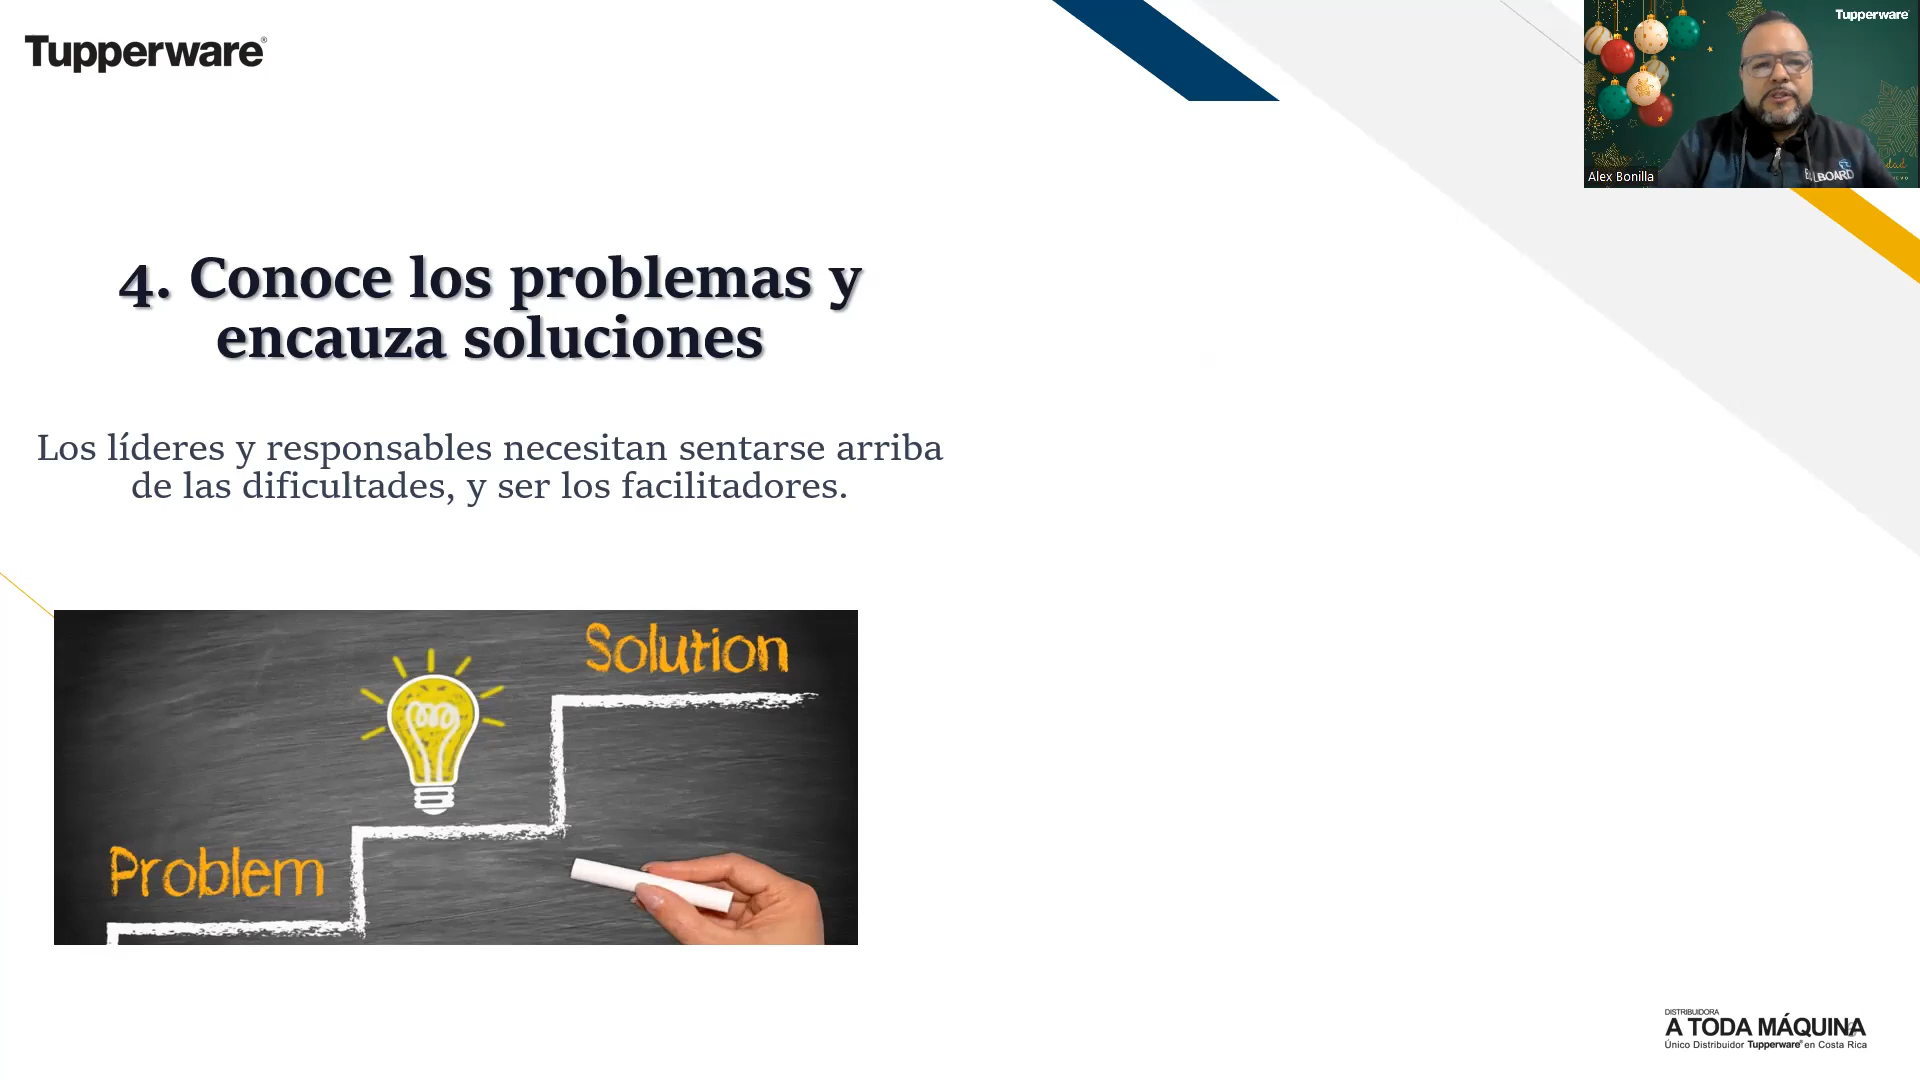 Tupperware®
Tupperware
Alex Bonilla
4. Conoce los problemas y
encauza soluciones
Los líderes y responsables necesitan sentarse arriba
de las dificultades, y ser los facilitadores.
Solution
Problem
DISTRIBUIDORA
A TODA MÁQUINA
Único Distribuidor Tupperware® en Costa Rica